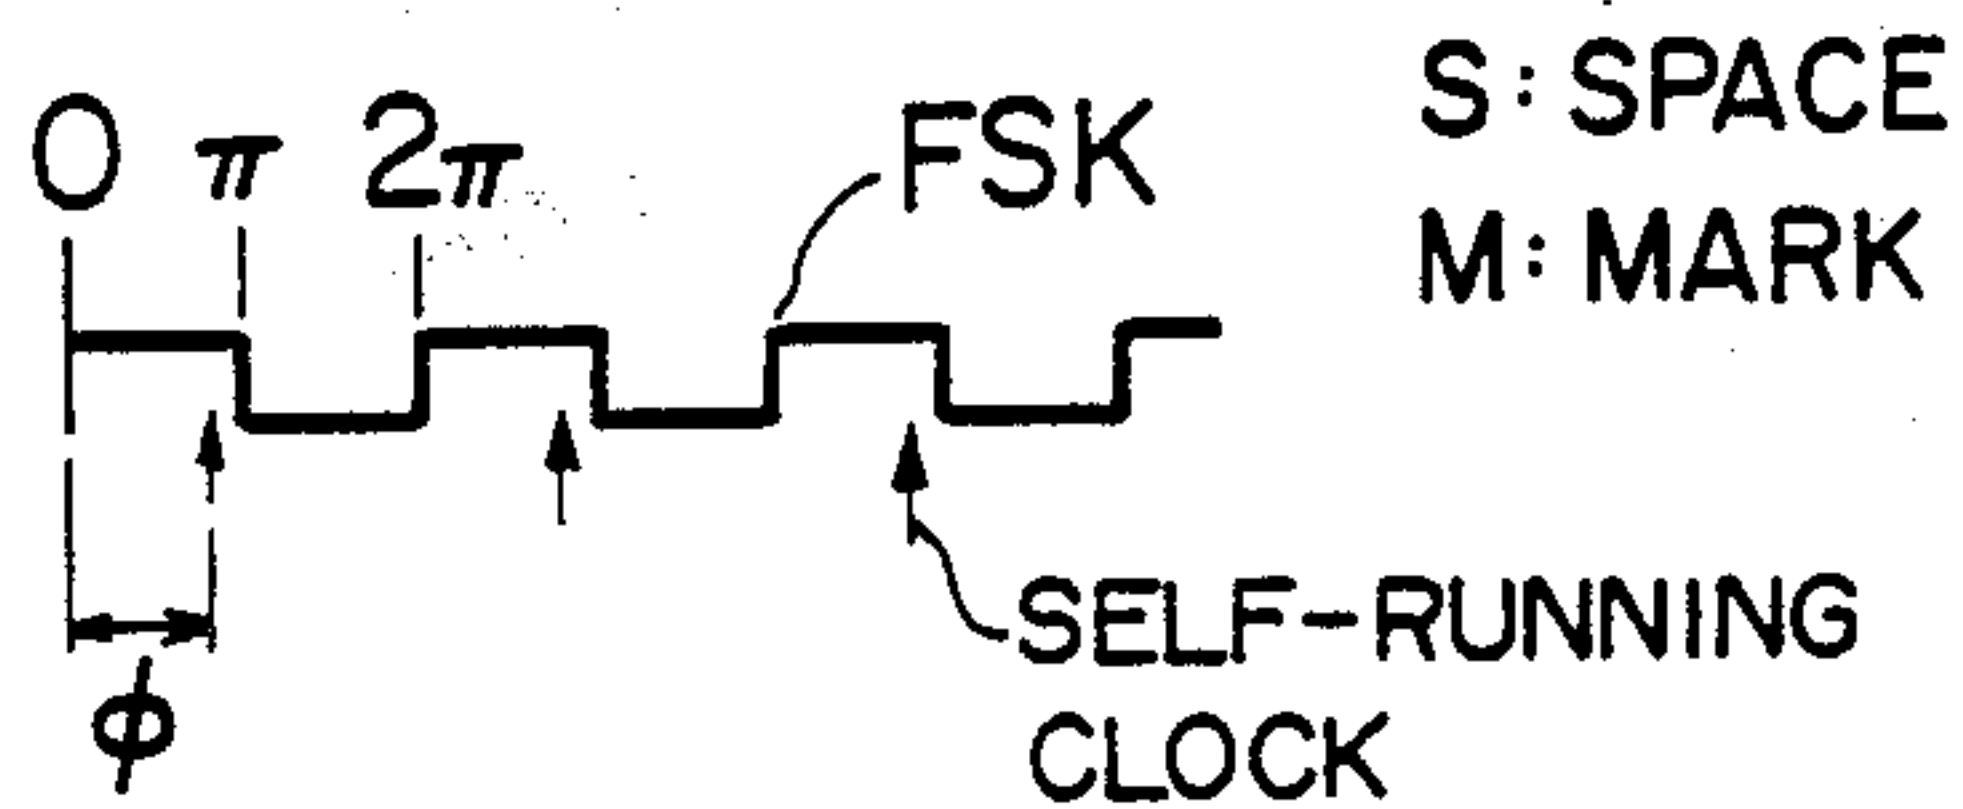 0 π 2π
FSK
S: SPACE
M: MARK
SELF-RUNNING
CLOCK
ϕ